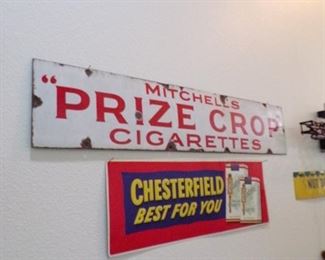 MITCHELLS
"PRIZE CROP"
CIGARETTES
CHESTERFIELD
BEST FOR YOU